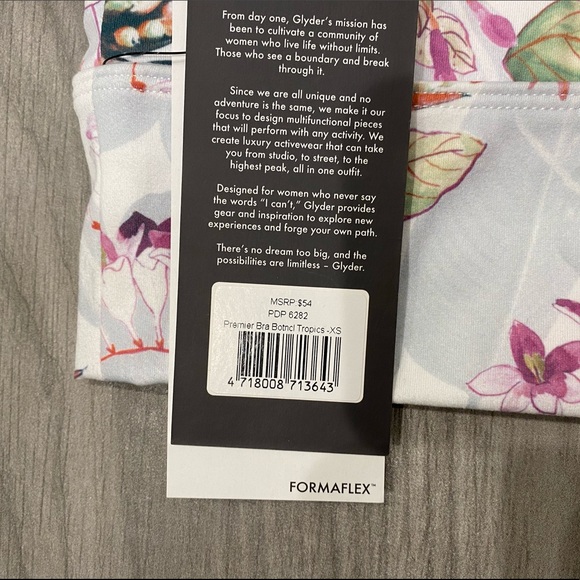 From day one, Glyder's mission has
been to cultivate a community of
women who live life without limits.
Those who see a boundary and break
through it.
Since we are all unique and no
adventure is the same, we make it our
focus to design multifunctional pieces
that will perform with any activity. We
create luxury activewear that can take
you from studio, to street, to the
highest peak, all in one outfit.
Designed for women who never say
the words "I can't," Glyder provides
gear and inspiration to explore new
experiences and forge your own path.
There's no dream too big, and the
possibilities are limitless – Glyder.
MSRP $54
PDP 6282
Premier Bra Botncl Tropics -XS
4 718008 713643
FORMAFLEX™